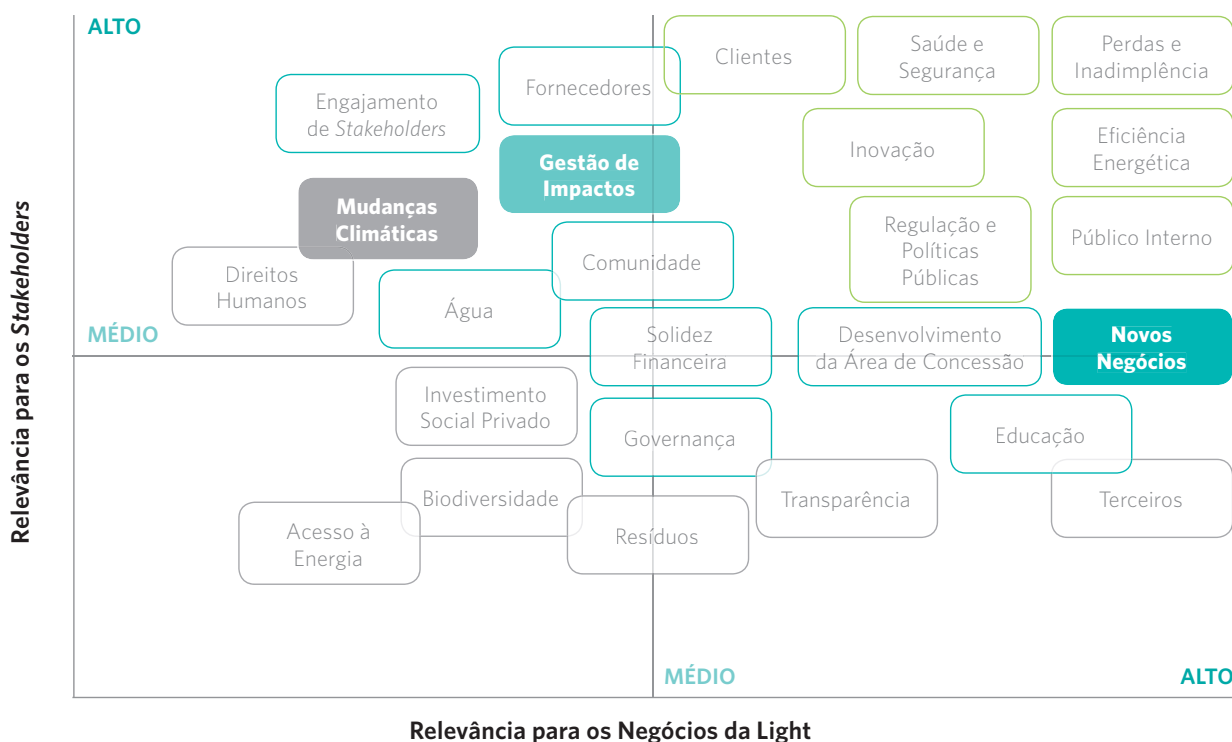 ALTO
Clientes
Saúde e
Segurança
Perdas e
Inadimplência
Engajamento
de Stakeholders
Fornecedores
Inovação
Eficiência
Energética
Gestão de
Impactos
Mudanças
Climáticas
Regulação e
Políticas
Públicas
Público Interno
Direitos
Humanos
Comunidade
Água
MÉDIO
Solidez
Financeira
Desenvolvimento
da Área de Concessão
Novos
Negócios
Investimento
Social Privado
Governança
Educação
Biodiversidade
Transparência
Terceiros
Acesso à
Energia
Resíduos
MÉDIO
ALTO
Relevância para os Stakeholders
Relevância para os Negócios da Light